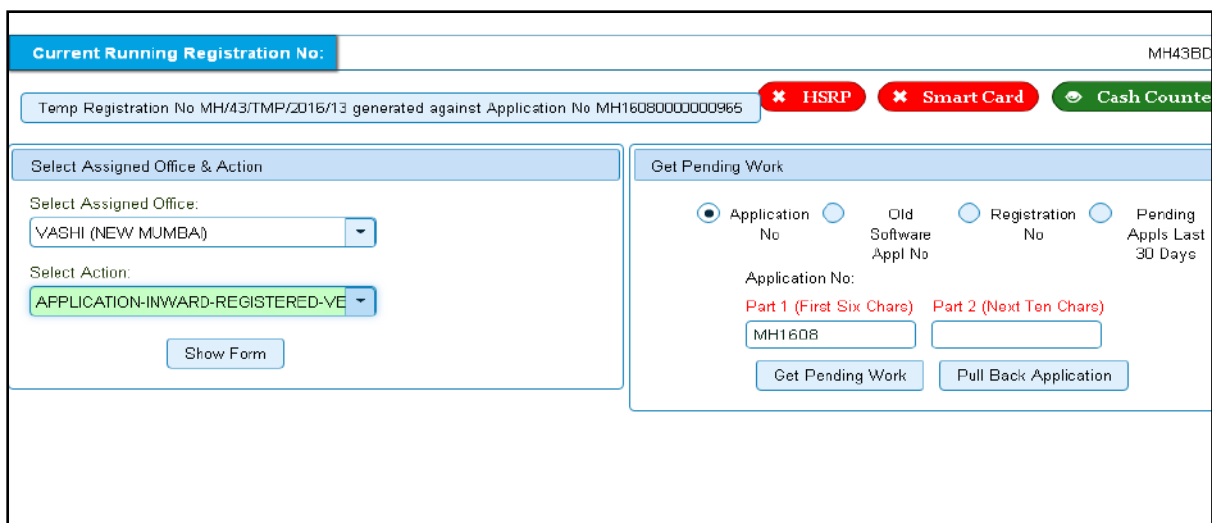 Current Running Registration No:
MH43BD
Temp Registration No MH/43/TMP/2016/13 generated against Application No MH16080000000965
HSRP
Smart Card
Cash Counte
Select Assigned Office & Action
Select Assigned Office:
VASHI (NEW MUMBAI)
Select Action:
APPLICATION-INWARD-REGISTERED-VE
Show Form
Get Pending Work
Application No
Old Software Appl No
Registration No
Pending Appls Last 30 Days
Application No:
Part 1 (First Six Chars)
Part 2 (Next Ten Chars)
MH1608
Get Pending Work
Pull Back Application